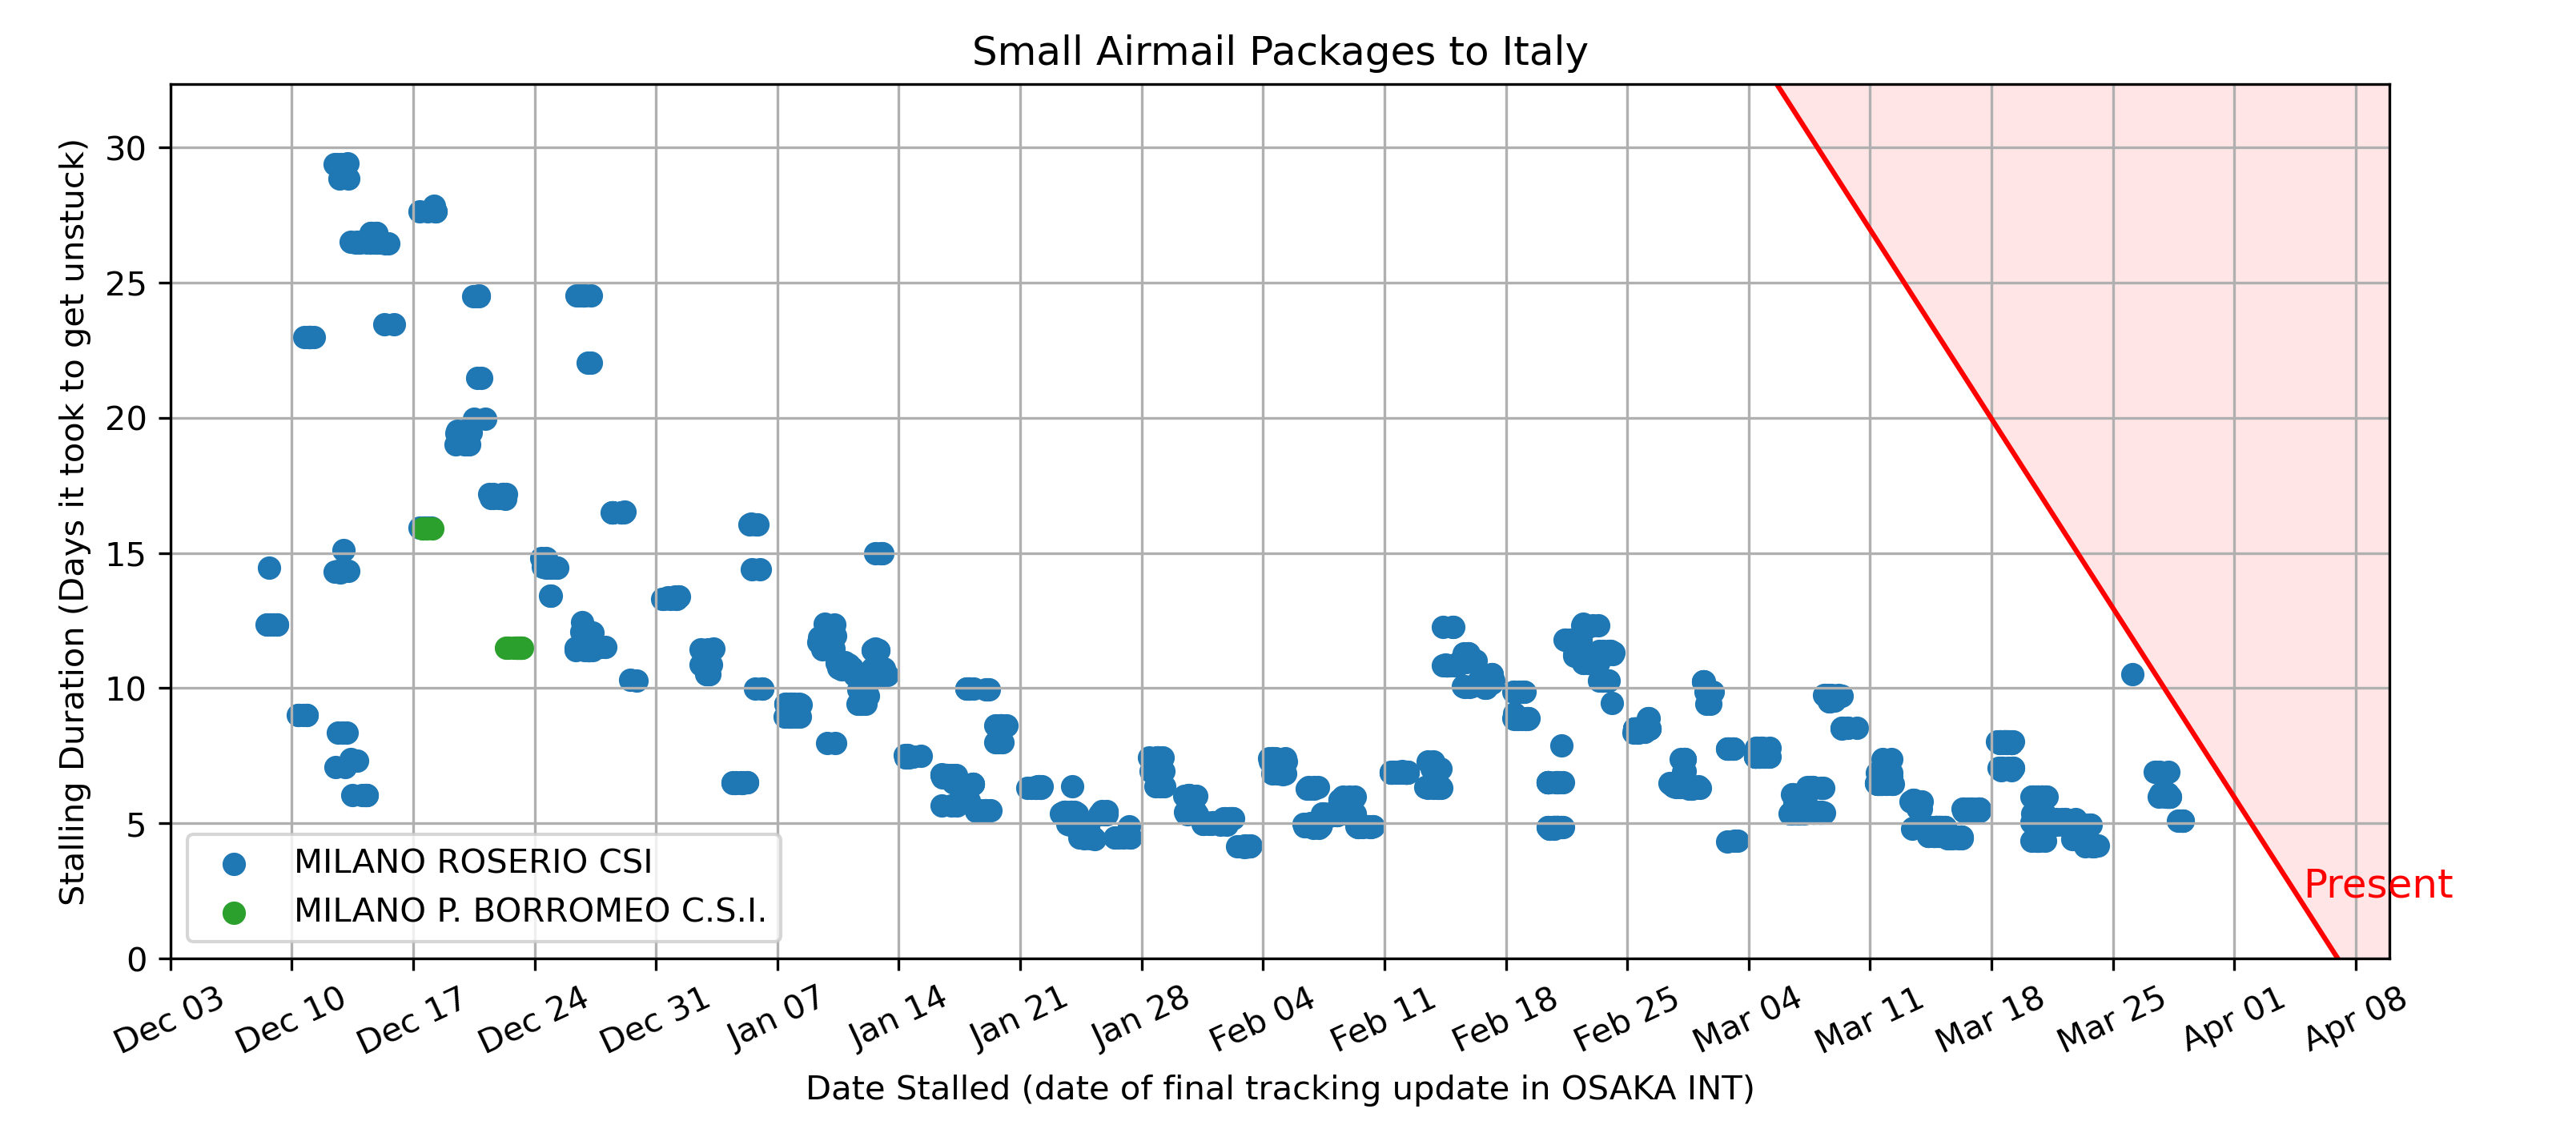 Small Airmail Packages to Italy
Stalling Duration (Days it took to get unstuck)
30
25
20
15
10
5
0
MILANO ROSERIO CSI
MILANO P. BORROMEO C.S.I.
Present
Dec 03
Dec 10
Dec 17
Dec 24
Dec 31
Jan 07
Jan 14
Jan 21
Jan 28
Feb 04
Feb 11
Feb 18
Feb 25
Mar 04
Mar 11
Mar 18
Mar 25
Apr 01
Apr 08
Date Stalled (date of final tracking update in OSAKA INT)